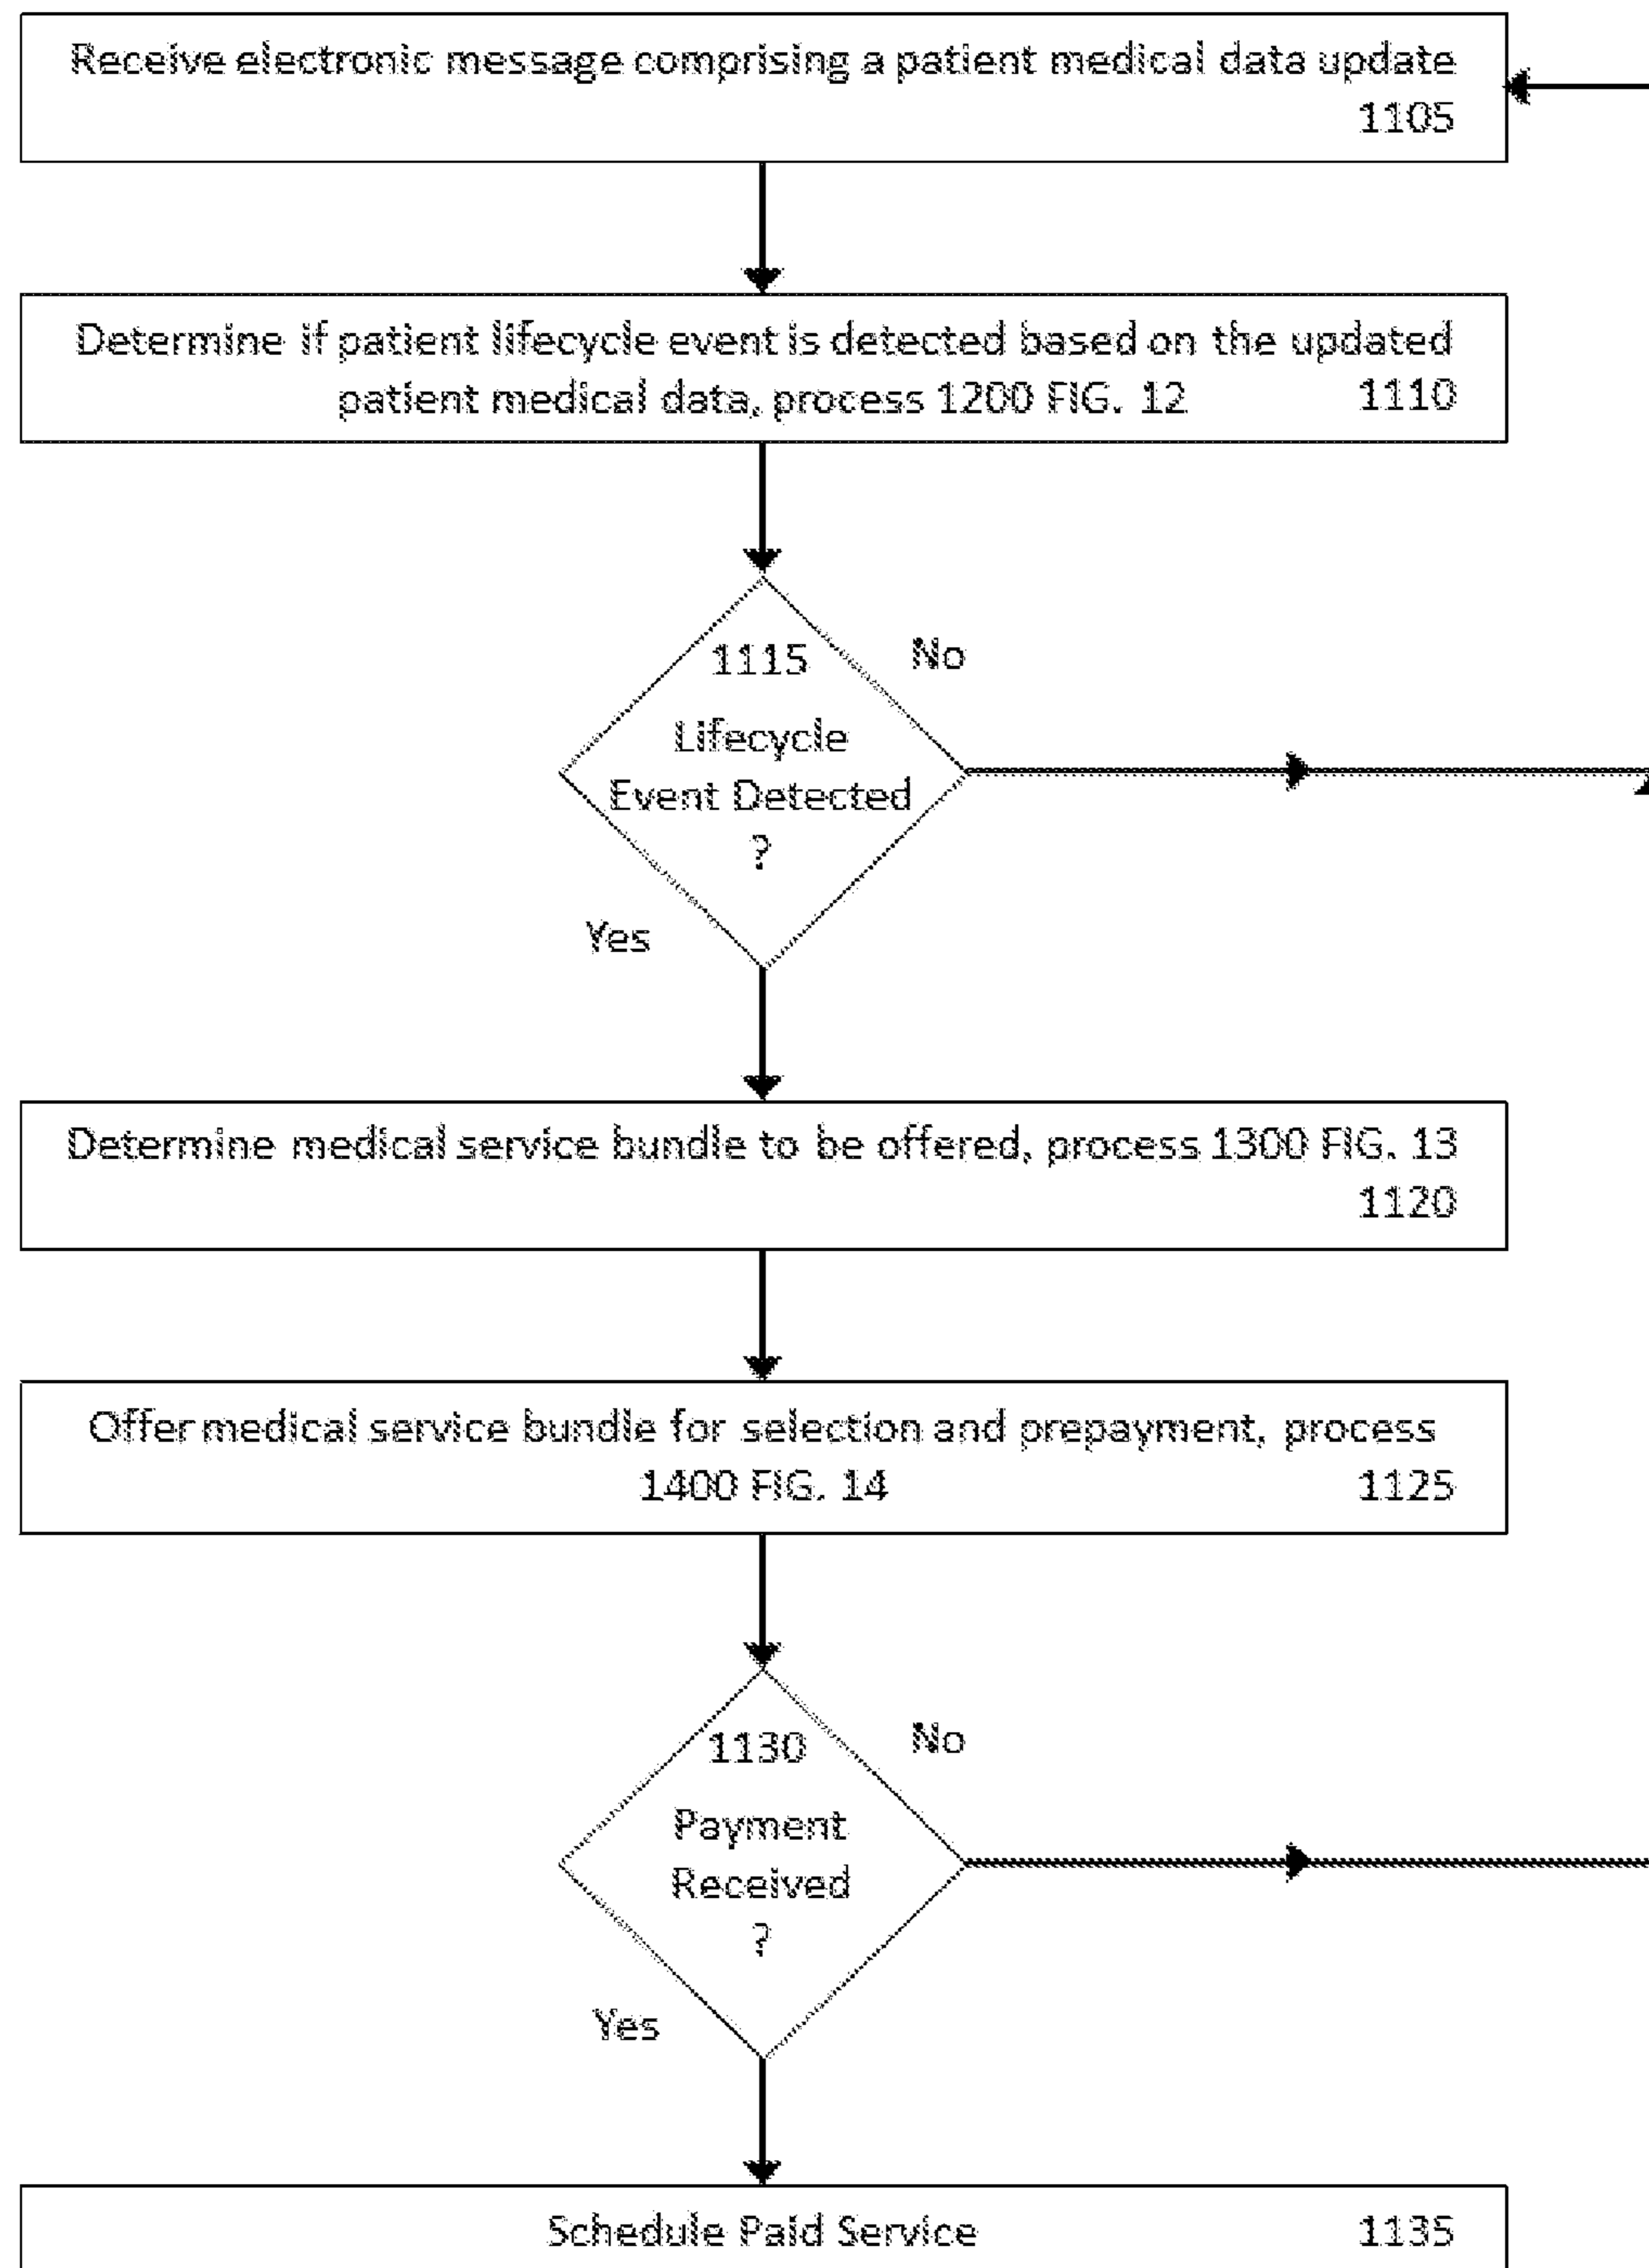 Receive electronic message comprising a patient medical data update
1105
Determine if patient lifecycle event is detected based on the updated
patient medical data, process 1200 FIG. 12 1110
1115
No
Lifecycle
Event Detected
?
Yes
Determine medical service bundle to be offered, process 1300 FIG. 13
1120
Offer medical service bundle for selection and prepayment, process
1400 FIG. 14 1125
1130
No
Payment
Received
?
Yes
Schedule Paid Service 1135